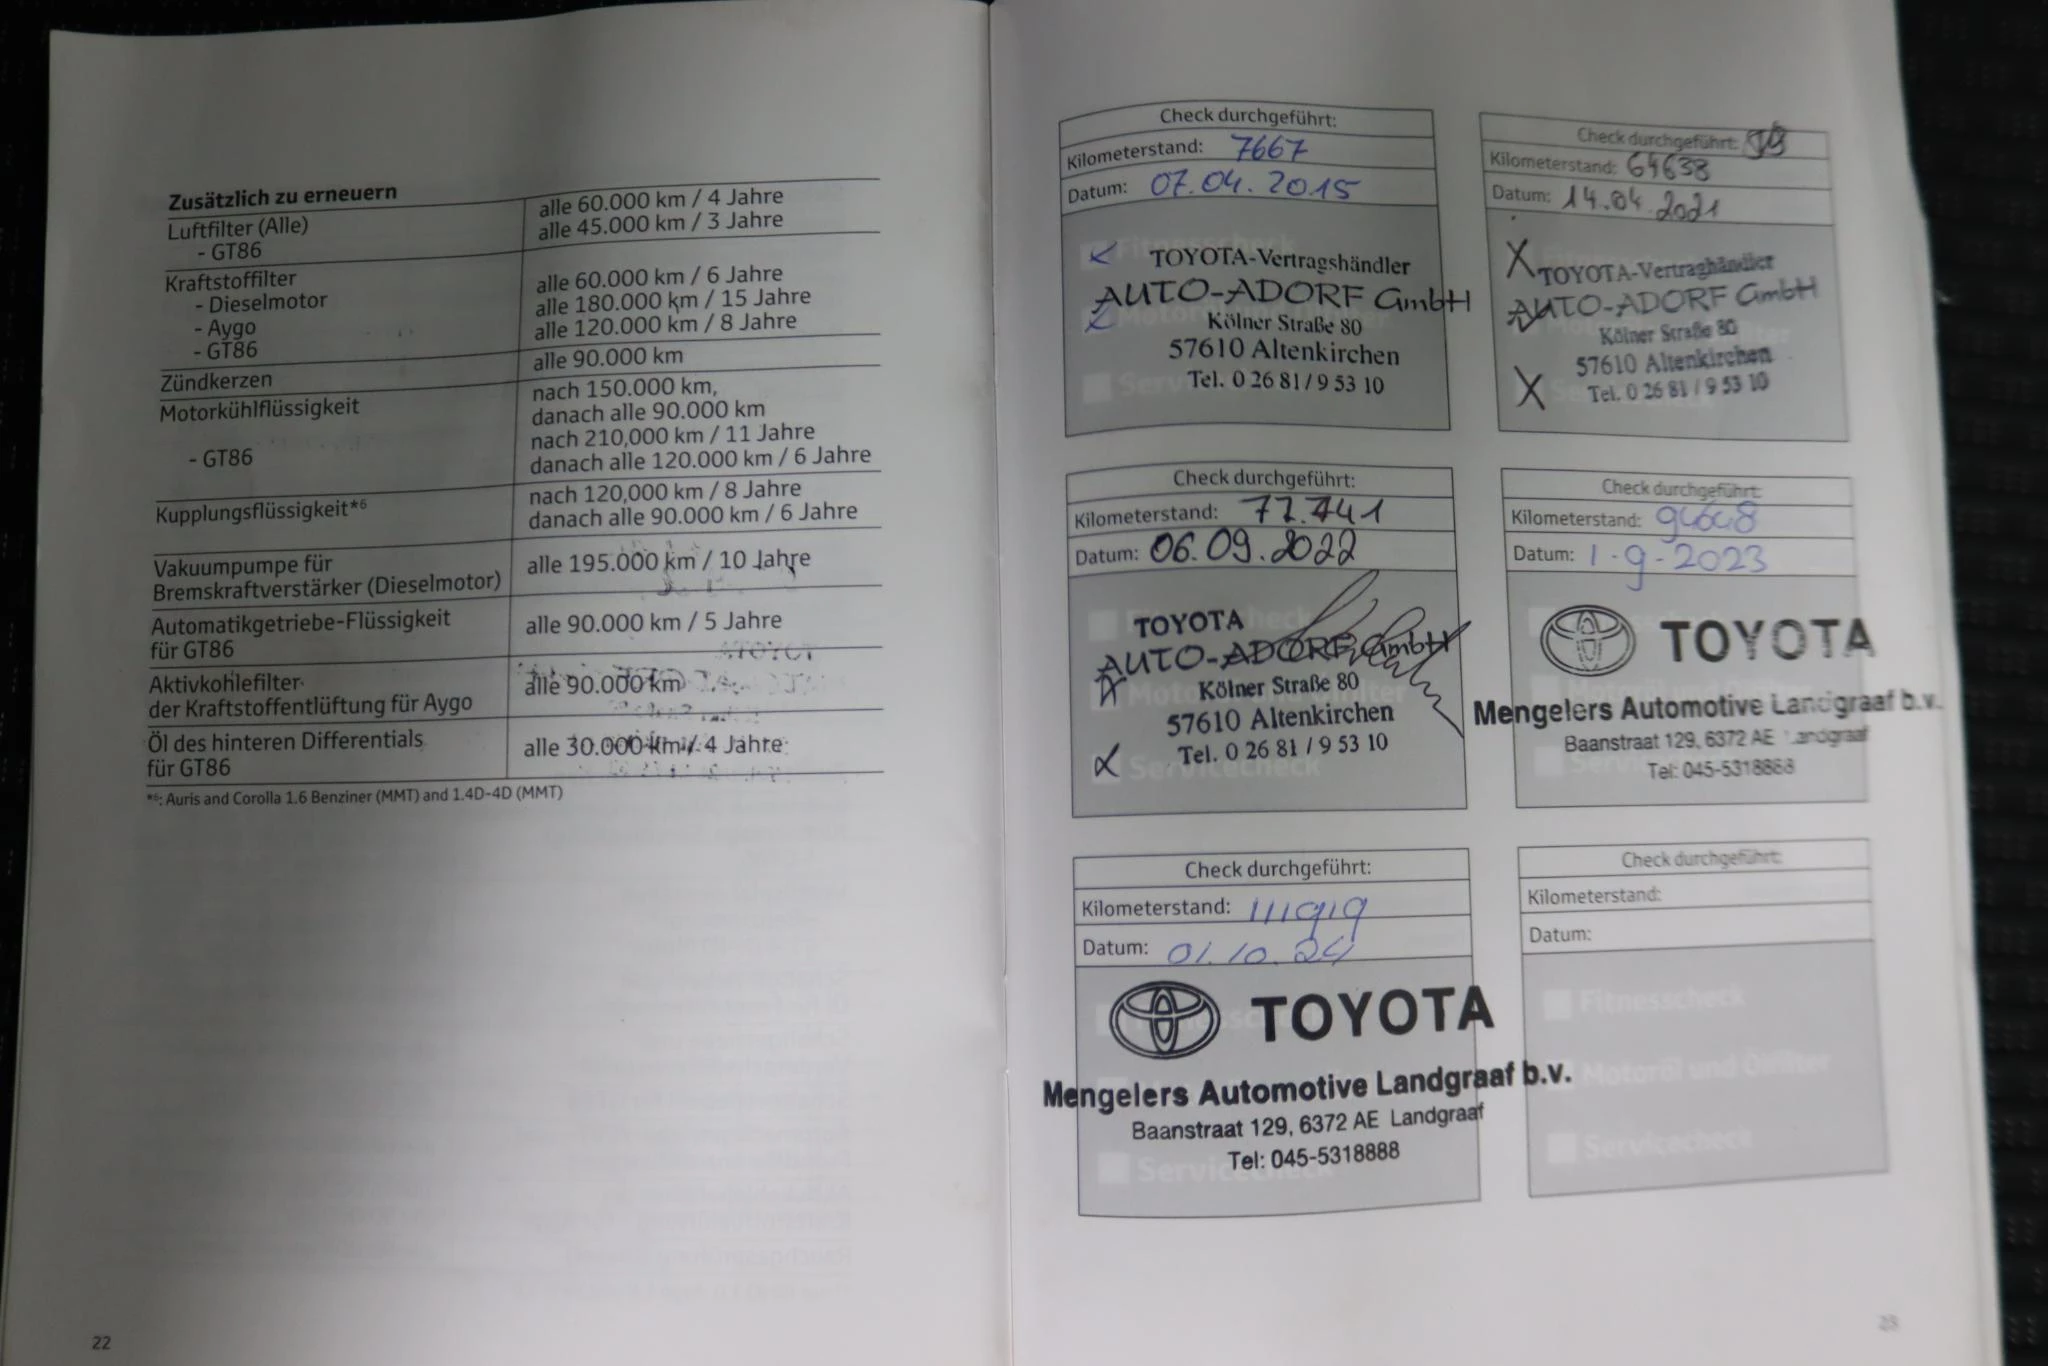 Zusätzlich zu erneuern
Luftfilter (Alle) alle 60.000 km / 4 Jahre
- GT86 alle 45.000 km / 3 Jahre
Kraftstoffilter
- Dieselmotor alle 60.000 km / 6 Jahre
- Aygo alle 180.000 km / 15 Jahre
- GT86 alle 120.000 km / 8 Jahre
Zündkerzen alle 90.000 km
Motorkühlflüssigkeit nach 150.000 km,
danach alle 90.000 km
- GT86 nach 210,000 km / 11 Jahre
danach alle 120.000 km / 6 Jahre
Kupplungsflüssigkeit*6 nach 120,000 km / 8 Jahre
danach alle 90.000 km / 6 Jahre
Vakuumpumpe für alle 195.000 km / 10 Jahre
Bremskraftverstärker (Dieselmotor)
Automatikgetriebe-Flüssigkeit alle 90.000 km / 5 Jahre
für GT86
Aktivkohlefilter alle 90.000 km
der Kraftstoffentlüftung für Aygo
Öl des hinteren Differentials alle 30.000 km / 4 Jahre
für GT86
*6: Auris and Corolla 1.6 Benziner (MMT) and 1.4D-4D (MMT)
22
Check durchgeführt:
Kilometerstand: 7667
Datum: 07.04.2015
TOYOTA-Vertragshändler
AUTO-ADORF GmbH
Kölner Straße 80
57610 Altenkirchen
Tel. 0 26 81 / 9 53 10
Check durchgeführt:
Kilometerstand: 64638
Datum: 14.04.2021
TOYOTA-Vertraghändler
AUTO-ADORF GmbH
Kölner Straße 80
57610 Altenkirchen
Tel. 0 26 81 / 9 53 10
Check durchgeführt:
Kilometerstand: 77.741
Datum: 06.09.2022
TOYOTA
AUTO-ADORF GmbH
Kölner Straße 80
57610 Altenkirchen
Tel. 0 26 81 / 9 53 10
Servicecheck
Check durchgeführt:
Kilometerstand:
Datum: 1-9-2023
TOYOTA
Mengelers Automotive Landgraaf b.v.
Baanstraat 129, 6372 AE Landgraaf
Tel: 045-5318888
Check durchgeführt:
Kilometerstand: 111919
Datum: 01.10.24
TOYOTA
Mengelers Automotive Landgraaf b.v.
Baanstraat 129, 6372 AE Landgraaf
Tel: 045-5318888
Servicecheck
Check durchgeführt:
Kilometerstand:
Datum:
Fitnesscheck
Motoröl und Ölfilter
Servicecheck